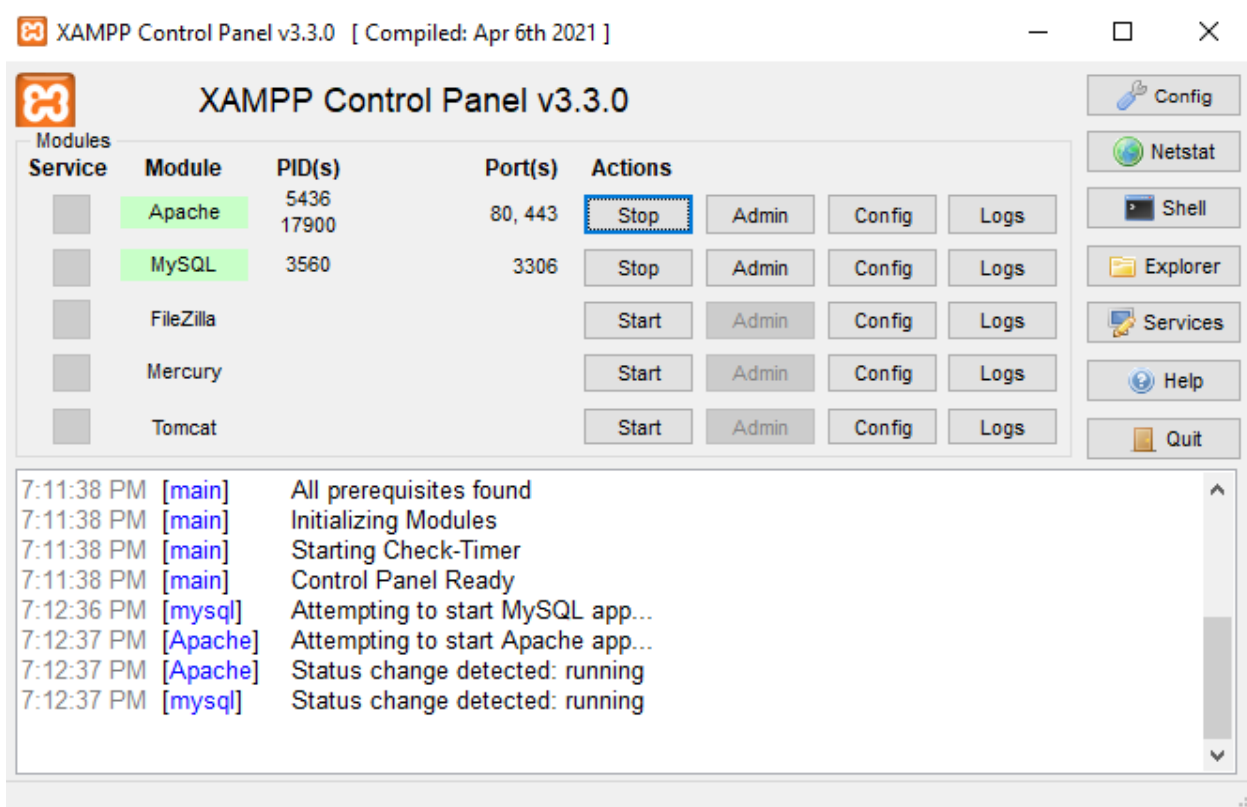 XAMPP Control Panel v3.3.0 [ Compiled: Apr 6th 2021 ]
XAMPP Control Panel v3.3.0
Config
Modules
Netstat
Service Module PID(s) Port(s) Actions
Apache 5436 17900 80, 443 Stop Admin Config Logs
Shell
MySQL 3560 3306 Stop Admin Config Logs
Explorer
FileZilla Start Admin Config Logs
Services
Mercury Start Admin Config Logs
Help
Tomcat Start Admin Config Logs
Quit
7:11:38 PM [main] All prerequisites found
7:11:38 PM [main] Initializing Modules
7:11:38 PM [main] Starting Check-Timer
7:11:38 PM [main] Control Panel Ready
7:12:36 PM [mysql] Attempting to start MySQL app...
7:12:37 PM [Apache] Attempting to start Apache app...
7:12:37 PM [Apache] Status change detected: running
7:12:37 PM [mysql] Status change detected: running